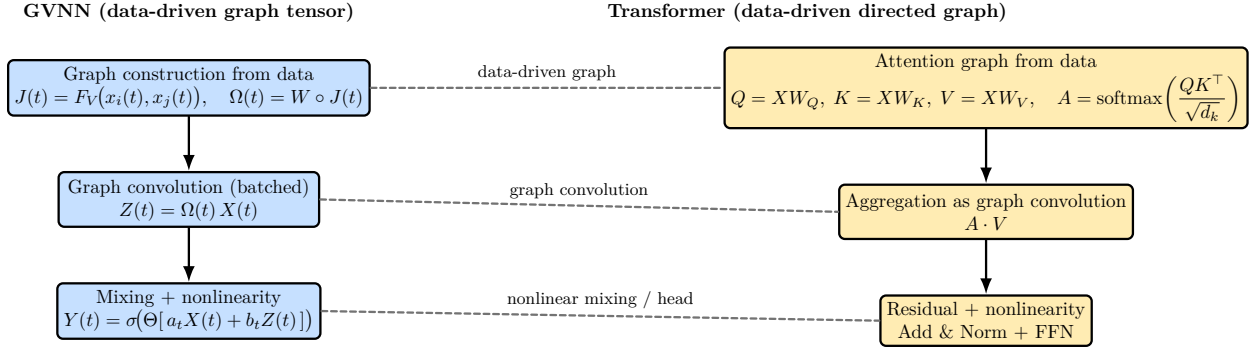 GVNN (data-driven graph tensor)
Transformer (data-driven directed graph)
Graph construction from data
J(t) = F_V(x_i(t), x_j(t)), Ω(t) = W ∘ J(t)
data-driven graph
Attention graph from data
Q = XW_Q, K = XW_K, V = XW_V, A = softmax(QK^⊤ / √d_k)
Graph convolution (batched)
Z(t) = Ω(t) X(t)
graph convolution
Aggregation as graph convolution
A · V
Mixing + nonlinearity
Y(t) = σ(Θ[ a_t X(t) + b_t Z(t) ])
nonlinear mixing / head
Residual + nonlinearity
Add & Norm + FFN